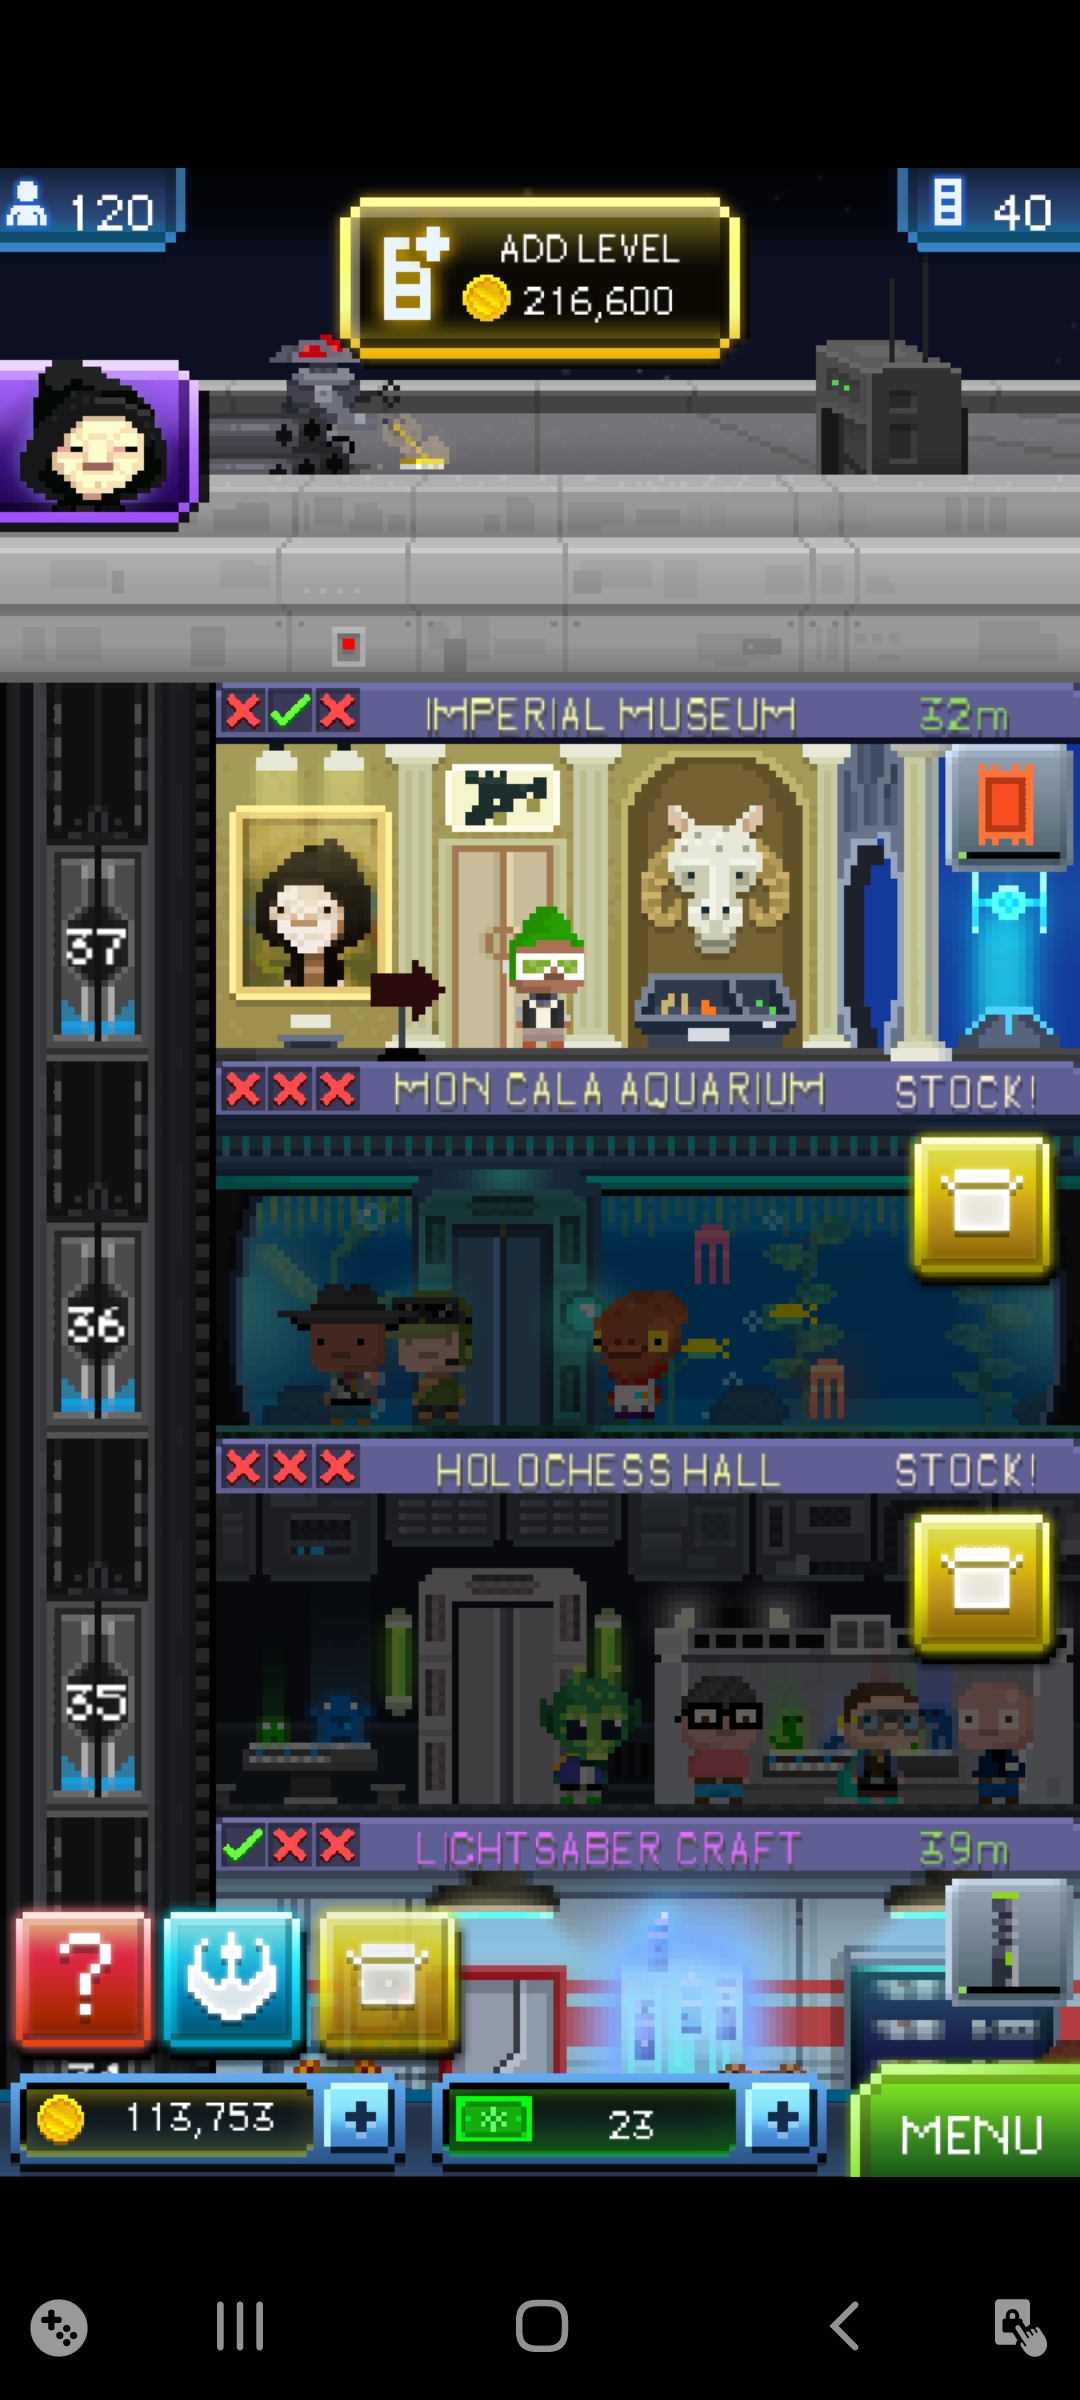 120
ADD LEVEL
216,600
40
IMPERIAL MUSEUM
32m
37
MON CALA AQUARIUM
STOCK!
36
HOLOCHESS HALL
STOCK!
35
LIGHTSABER CRAFT
39m
?
113,753
23
MENU